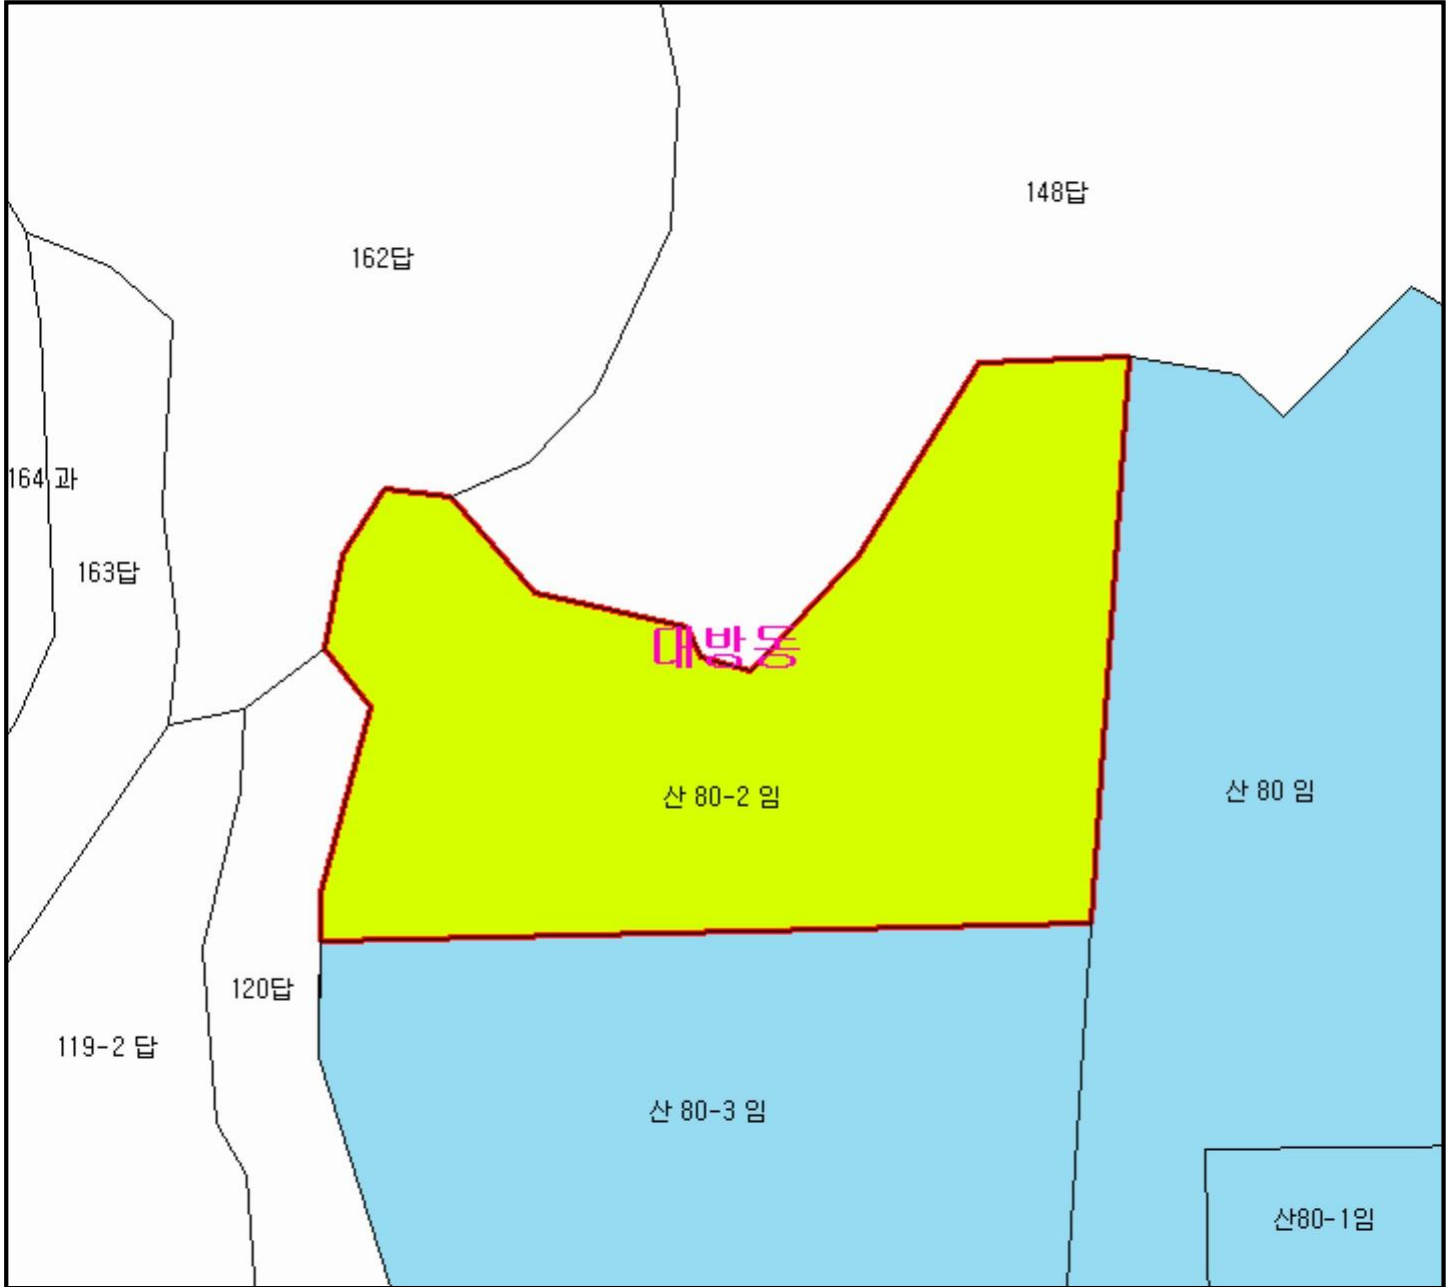 148답
162답
164 과
163답
대방동
산 80-2 임
산 80 임
120답
119-2 답
산 80-3 임
산80-1임